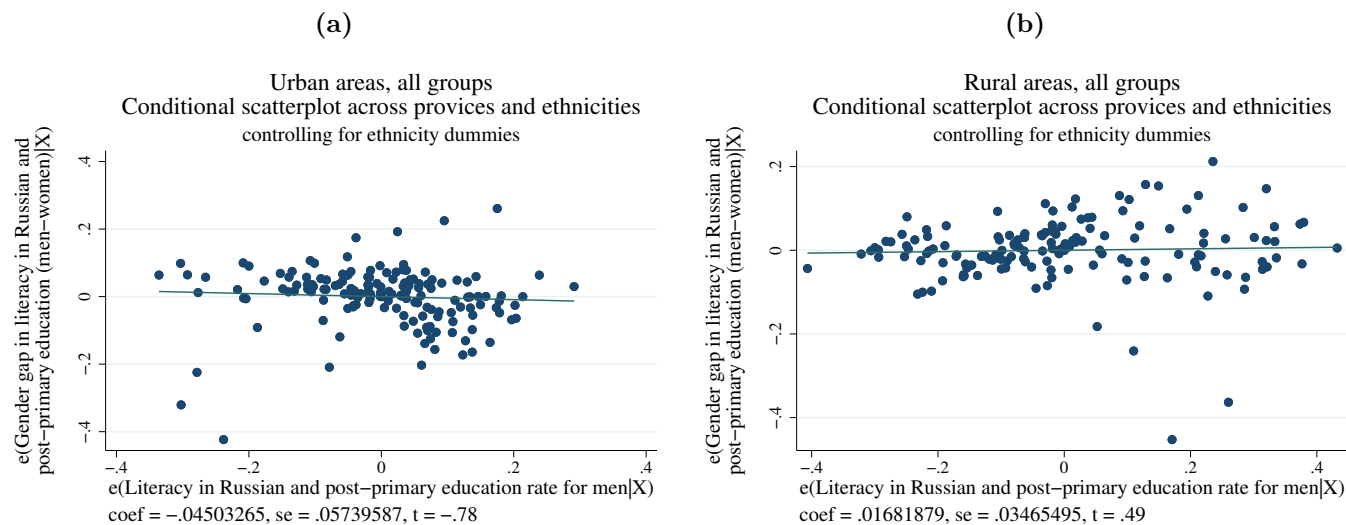 (a)
Urban areas, all groups
Conditional scatterplot across provices and ethnicities
controlling for ethnicity dummies
e(Gender gap in literacy in Russian and
post−primary education (men−women)|X)
.4
.2
0
−.2
−.4
−.4
−.2
0
.2
.4
e(Literacy in Russian and post−primary education rate for men|X)
coef = −.04503265, se = .05739587, t = −.78
(b)
Rural areas, all groups
Conditional scatterplot across provices and ethnicities
controlling for ethnicity dummies
e(Gender gap in literacy in Russian and
post−primary education (men−women)|X)
.2
0
−.2
−.4
−.4
−.2
0
.2
.4
e(Literacy in Russian and post−primary education rate for men|X)
coef = .01681879, se = .03465495, t = .49